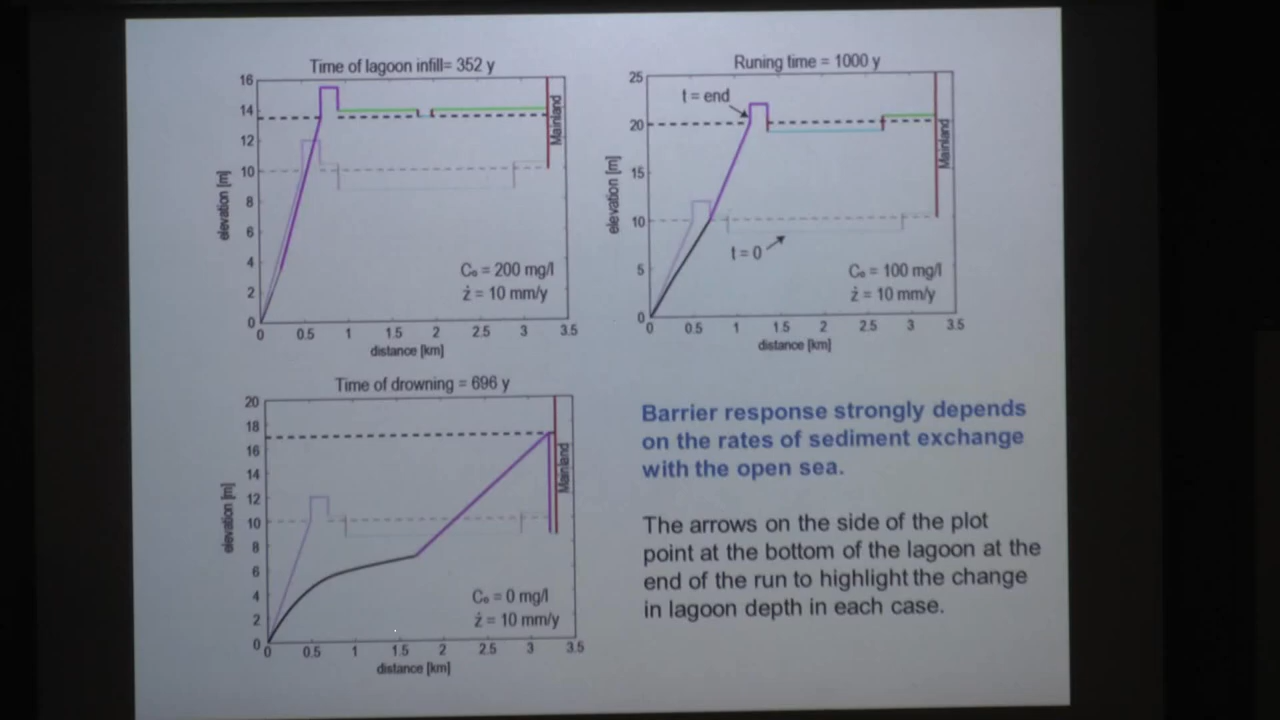 Time of lagoon infill= 352 y
16
14
12
10
8
6
4
2
0
elevation [m]
Mainland
C₀ = 200 mg/l
ż = 10 mm/y
0 0.5 1 1.5 2 2.5 3 3.5
distance [km]
Runing time = 1000 y
25
20
15
10
5
0
elevation [m]
t = end
Mainland
t = 0
C₀ = 100 mg/l
ż = 10 mm/y
0 0.5 1 1.5 2 2.5 3 3.5
distance [km]
Time of drowning = 696 y
20
18
16
14
12
10
8
6
4
2
0
elevation [m]
Mainland
C₀ = 0 mg/l
ż = 10 mm/y
0 0.5 1 1.5 2 2.5 3 3.5
distance [km]
Barrier response strongly depends
on the rates of sediment exchange
with the open sea.
The arrows on the side of the plot
point at the bottom of the lagoon at the
end of the run to highlight the change
in lagoon depth in each case.